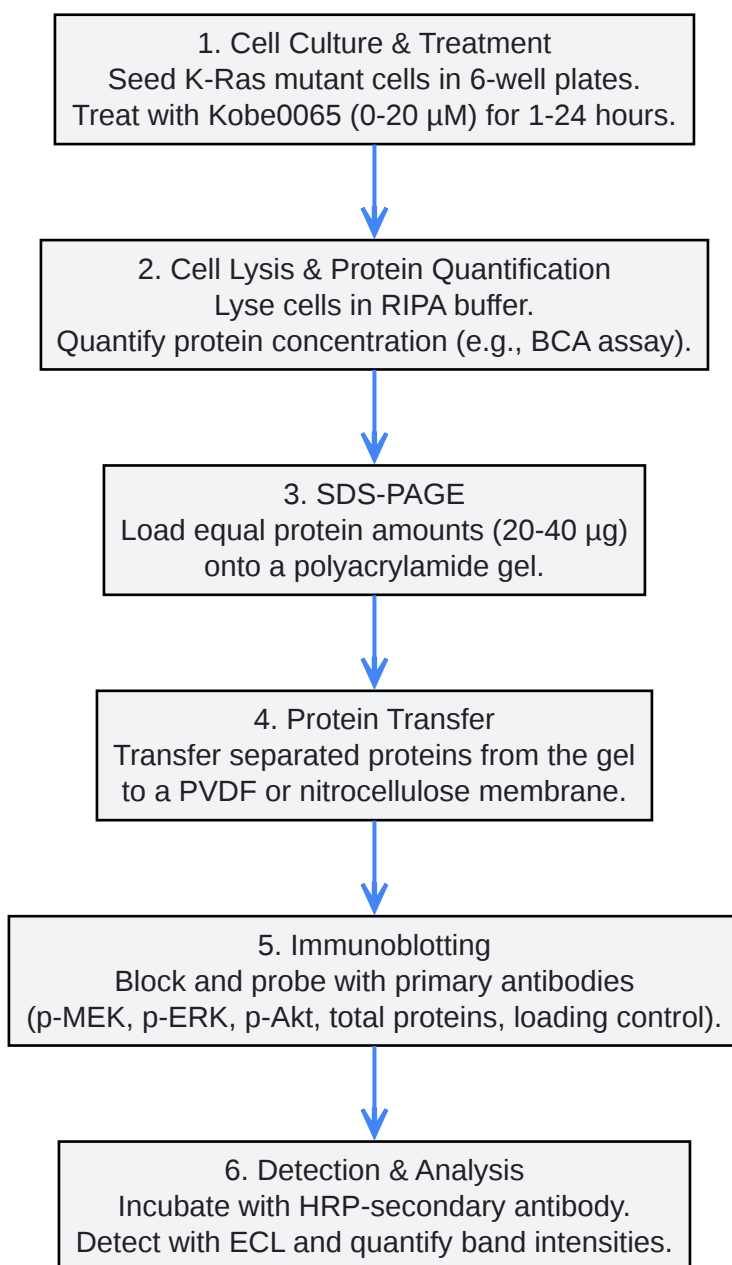 1. Cell Culture & Treatment
Seed K-Ras mutant cells in 6-well plates.
Treat with Kobe0065 (0-20 µM) for 1-24 hours.
2. Cell Lysis & Protein Quantification
Lyse cells in RIPA buffer.
Quantify protein concentration (e.g., BCA assay).
3. SDS-PAGE
Load equal protein amounts (20-40 µg)
onto a polyacrylamide gel.
4. Protein Transfer
Transfer separated proteins from the gel
to a PVDF or nitrocellulose membrane.
5. Immunoblotting
Block and probe with primary antibodies
(p-MEK, p-ERK, p-Akt, total proteins, loading control).
6. Detection & Analysis
Incubate with HRP-secondary antibody.
Detect with ECL and quantify band intensities.